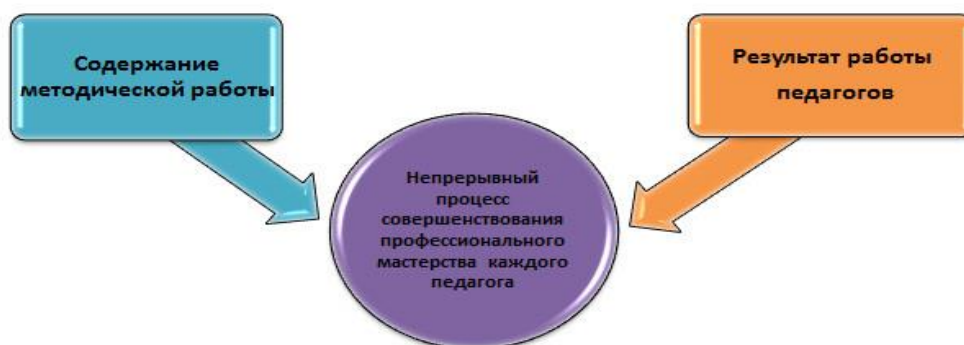 Содержание
методической работы
Результат работы
педагогов
Непрерывный
процесс
совершенствования
профессионального
мастерства каждого
педагога